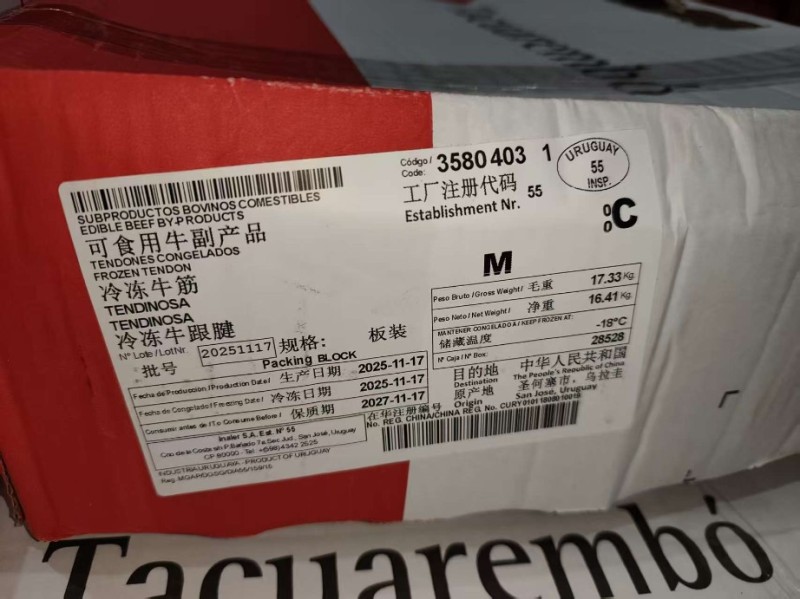 Tacuarembó
Código/ Code: 3580403 1
URUGUAY
55
INSP.
工厂注册代码
Establishment Nr. 55
SUBPRODUCTOS BOVINOS COMESTIBLES
EDIBLE BEEF BY-PRODUCTS
可食用牛副产品
TENDONES CONGELADOS
FROZEN TENDON
冷冻牛筋
TENDINOSA
TENDINOSA
冷冻牛跟腱
Nº Lote / Lot Nr. 20251117 规格: 板装
批号
Packing BLOCK
Fecha de Producción / Production Date/ 生产日期 2025-11-17
Fecha de Congelado / Freezing Date/ 冷冻日期 2025-11-17
Consumir antes de / To Consume Before/ 保质期 2027-11-17
Inaler S.A. Est. Nº 55
CP 80000 - Tel.: +(598) 4342 2525
INDUSTRIA URUGUAYA - PRODUCT OF URUGUAY
C
M
Peso Bruto / Gross Weight/ 毛重 17.33 Kg.
Peso Neto / Net Weight/ 净重 16.41 Kg.
MANTENER CONGELADO A / KEEP FROZEN AT:
储藏温度 -18ºC
Nº Caja / Nº Box: 28528
目的地 中华人民共和国
Destination The People's Republic of China
原产地 圣何塞市，乌拉圭
Origin San José, Uruguay
在华注册编号
No. REG. CHINA/CHINA REG. No. CURY01011800010016
Tacuarembó